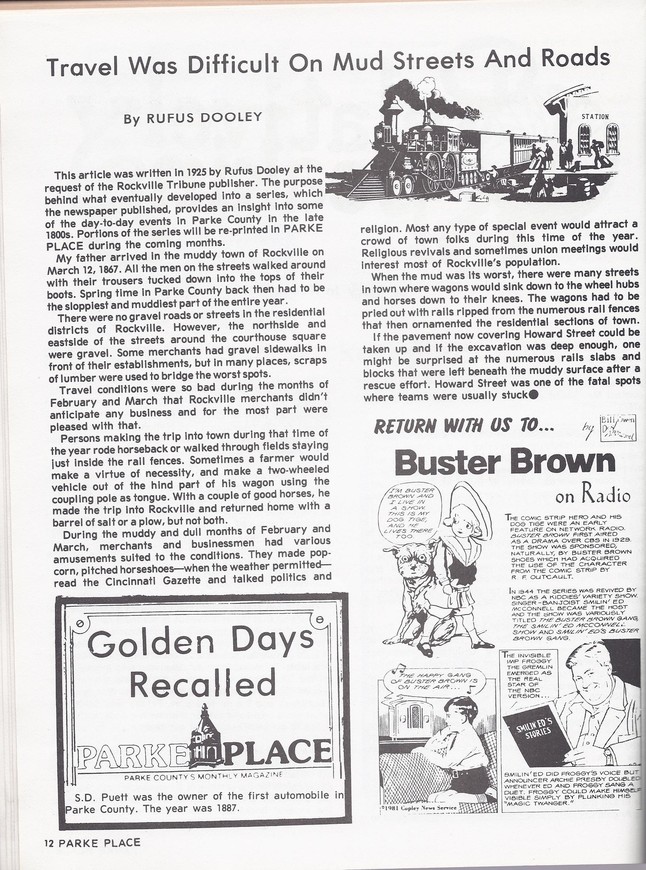 Travel Was Difficult On Mud Streets And Roads
By RUFUS DOOLEY
STATION
This article was written in 1925 by Rufus Dooley at the
request of the Rockville Tribune publisher. The purpose
behind what eventually developed into a series, which
the newspaper published, provides an insight into some
of the day-to-day events in Parke County in the late
1800s. Portions of the series will be re-printed in PARKE
PLACE during the coming months.
My father arrived in the muddy town of Rockville on
March 12, 1867. All the men on the streets walked around
with their trousers tucked down into the tops of their
boots. Spring time in Parke County back then had to be
the sloppiest and muddiest part of the entire year.
There were no gravel roads or streets in the residential
districts of Rockville. However, the northside and
eastside of the streets around the courthouse square
were gravel. Some merchants had gravel sidewalks in
front of their establishments, but in many places, scraps
of lumber were used to bridge the worst spots.
Travel conditions were so bad during the months of
February and March that Rockville merchants didn't
anticipate any business and for the most part were
pleased with that.
Persons making the trip into town during that time of
the year rode horseback or walked through fields staying
just inside the rail fences. Sometimes a farmer would
make a virtue of necessity, and make a two-wheeled
vehicle out of the hind part of his wagon using the
coupling pole as tongue. With a couple of good horses, he
made the trip into Rockville and returned home with a
barrel of salt or a plow, but not both.
During the muddy and dull months of February and
March, merchants and businessmen had various
amusements suited to the conditions. They made pop-
corn, pitched horseshoes—when the weather permitted—
read the Cincinnati Gazette and talked politics and
religion. Most any type of special event would attract a
crowd of town folks during this time of the year.
Religious revivals and sometimes union meetings would
interest most of Rockville's population.
When the mud was its worst, there were many streets
in town where wagons would sink down to the wheel hubs
and horses down to their knees. The wagons had to be
pried out with rails ripped from the numerous rail fences
that then ornamented the residential sections of town.
If the pavement now covering Howard Street could be
taken up and if the excavation was deep enough, one
might be surprised at the numerous rails slabs and
blocks that were left beneath the muddy surface after a
rescue effort. Howard Street was one of the fatal spots
where teams were usually stuck●
Golden Days
Recalled
PARKE PLACE
PARKE COUNTY'S MONTHLY MAGAZINE
S.D. Puett was the owner of the first automobile in
Parke County. The year was 1887.
RETURN WITH US TO...
by
Buster Brown
on Radio
I'M BUSTER
BROWN AND
I LIVE IN
A SHOE.
THIS IS MY
DOG TIGE,
AND HE
LIVES THERE
TOO!
THE COMIC STRIP HERO AND HIS
DOG TIGE WERE AN EARLY
FEATURE ON NETWORK RADIO.
BUSTER BROWN FIRST AIRED
AS A DRAMA OVER CBS IN 1929.
THE SHOW WAS SPONSORED,
NATURALLY, BY BUSTER BROWN
SHOES WHICH HAD ACQUIRED
THE USE OF THE CHARACTER
FROM THE COMIC STRIP BY
R. F. OUTCAULT.
IN 1944 THE SERIES WAS REVIVED BY
NBC AS A KIDDIES' VARIETY SHOW.
SINGER-BANJOIST SMILIN' ED
MCCONNELL BECAME THE HOST
AND THE SHOW WAS VARIOUSLY
TITLED THE BUSTER BROWN GANG,
THE SMILIN' ED MCCONNELL
SHOW AND SMILIN' ED'S BUSTER
BROWN GANG.
THE HAPPY GANG
OF BUSTER BROWN IS
ON THE AIR...
©1981 Copley News Service
THE INVISIBLE
IMP FROGGY
THE GREMLIN
EMERGED AS
THE REAL
STAR OF
THE NBC
VERSION...
SMILIN' ED'S
STORIES
SMILIN' ED DID FROGGY'S VOICE BUT
ANNOUNCER ARCHIE PRESBY DOUBLED
WHENEVER ED AND FROGGY SANG A
DUET. FROGGY COULD MAKE HIMSELF
VISIBLE SIMPLY BY PLUNKING HIS
"MAGIC TWANGER."
12 PARKE PLACE